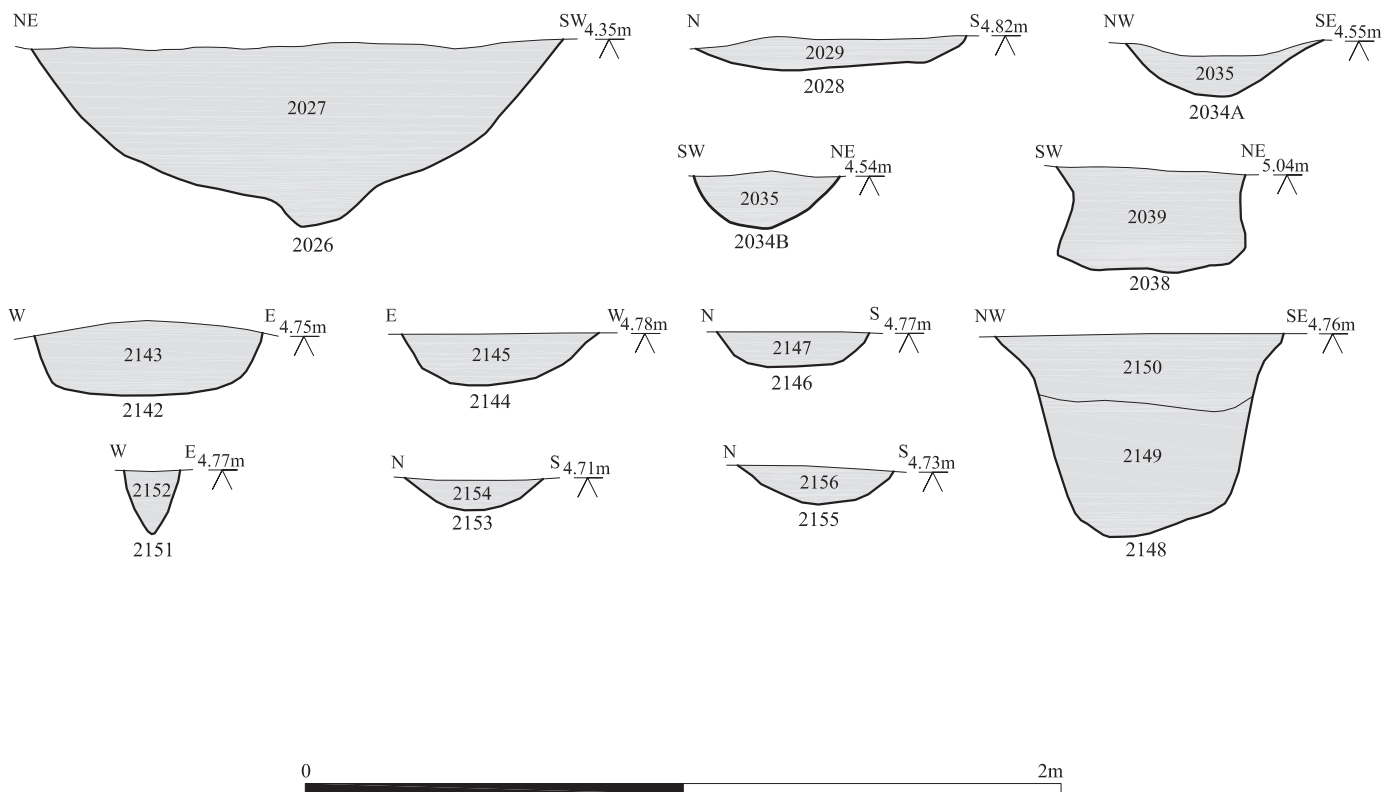 NE SW 4.35m
2027
2026
N S 4.82m
2029
2028
NW SE 4.55m
2035
2034A
SW NE 4.54m
2035
2034B
SW NE 5.04m
2039
2038
W E 4.75m
2143
2142
E W 4.78m
2145
2144
N S 4.77m
2147
2146
NW SE 4.76m
2150
2149
2148
W E 4.77m
2152
2151
N S 4.71m
2154
2153
N S 4.73m
2156
2155
0 2m